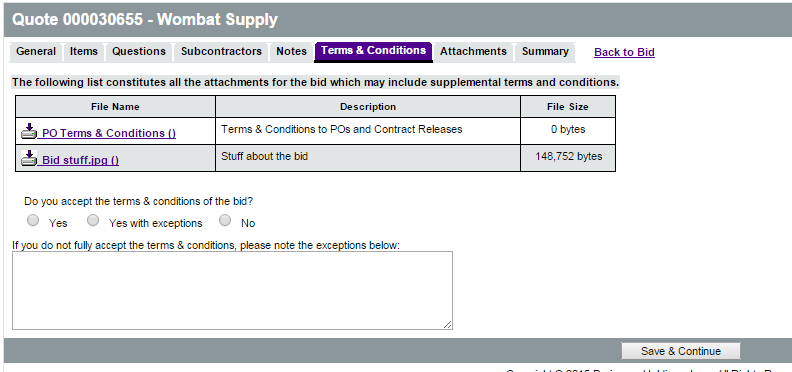 Quote 000030655 - Wombat Supply
General Items Questions Subcontractors Notes Terms & Conditions Attachments Summary Back to Bid
The following list constitutes all the attachments for the bid which may include supplemental terms and conditions.
File Name Description File Size
PO Terms & Conditions () Terms & Conditions to POs and Contract Releases 0 bytes
Bid stuff.jpg () Stuff about the bid 148,752 bytes
Do you accept the terms & conditions of the bid?
Yes Yes with exceptions No
If you do not fully accept the terms & conditions, please note the exceptions below:
Save & Continue